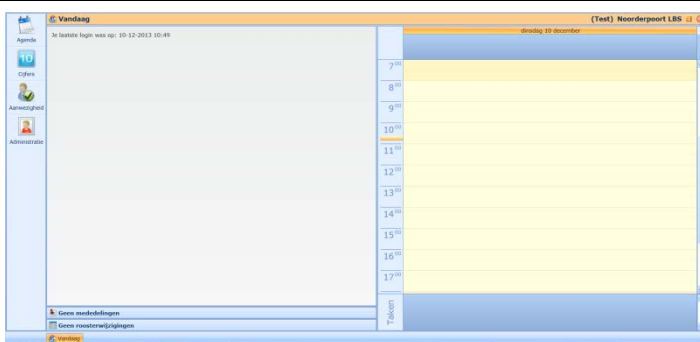 Vandaag
(Test) Noorderpoort LBS
Agenda
10
Cijfers
Aanwezigheid
Administratie
Je laatste login was op: 10-12-2013 10:49
dinsdag 10 december
7 00
8 00
9 00
10 00
11 00
12 00
13 00
14 00
15 00
16 00
17 00
Taken
Geen mededelingen
Geen roosterwijzigingen
Vandaag